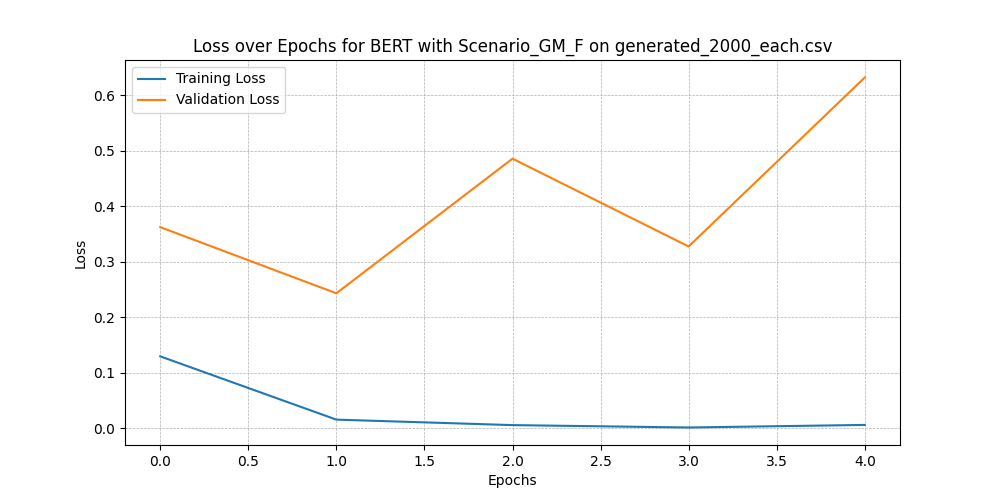 Loss over Epochs for BERT with Scenario_GM_F on generated_2000_each.csv
Training Loss
Validation Loss
0.6
0.5
0.4
0.3
0.2
0.1
0.0
Loss
0.0 0.5 1.0 1.5 2.0 2.5 3.0 3.5 4.0
Epochs